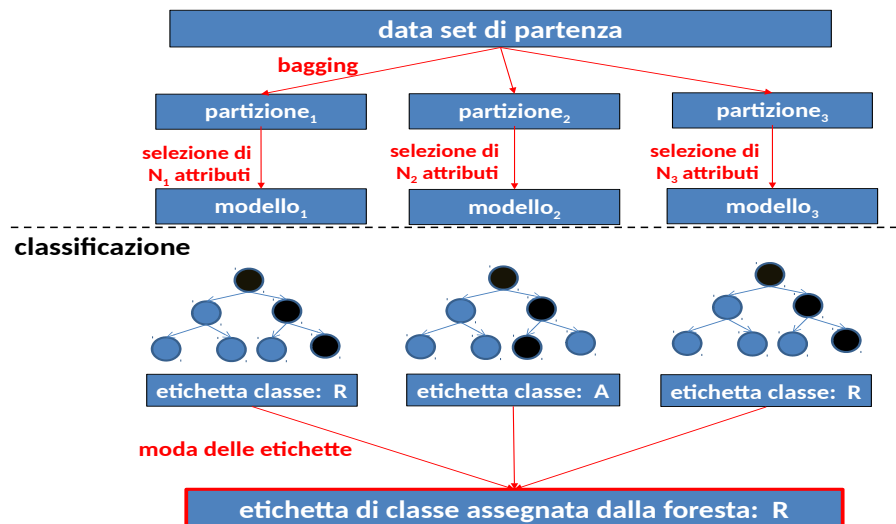 data set di partenza
bagging
partizione₁ partizione₂ partizione₃
selezione di selezione di selezione di
N₁ attributi N₂ attributi N₃ attributi
modello₁ modello₂ modello₃
classificazione
etichetta classe: R etichetta classe: A etichetta classe: R
moda delle etichette
etichetta di classe assegnata dalla foresta: R